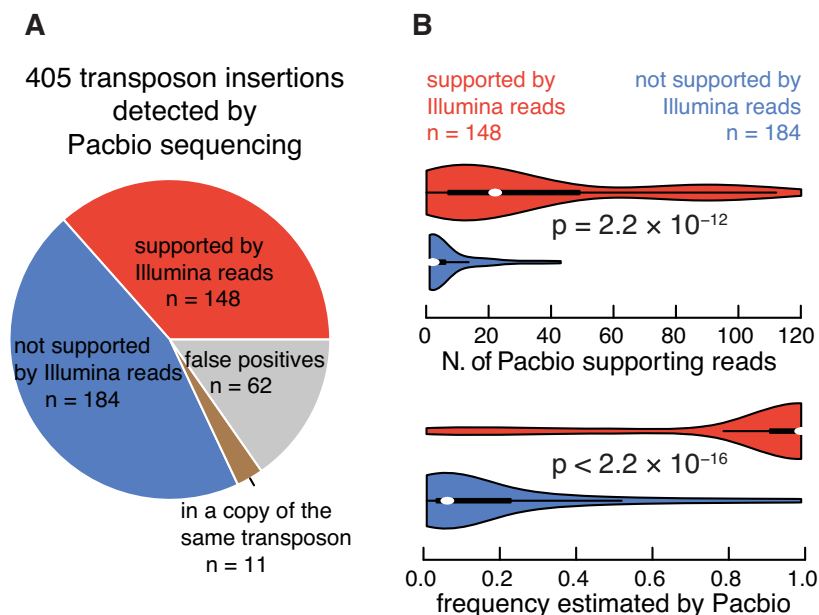 A
405 transposon insertions
detected by
Pacbio sequencing
supported by
Illumina reads
n = 148
not supported
by Illumina reads
n = 184
false positives
n = 62
in a copy of the
same transposon
n = 11
B
supported by
Illumina reads
n = 148
not supported by
Illumina reads
n = 184
p = 2.2 × 10⁻¹²
0 20 40 60 80 100 120
N. of Pacbio supporting reads
p < 2.2 × 10⁻¹⁶
0.0 0.2 0.4 0.6 0.8 1.0
frequency estimated by Pacbio